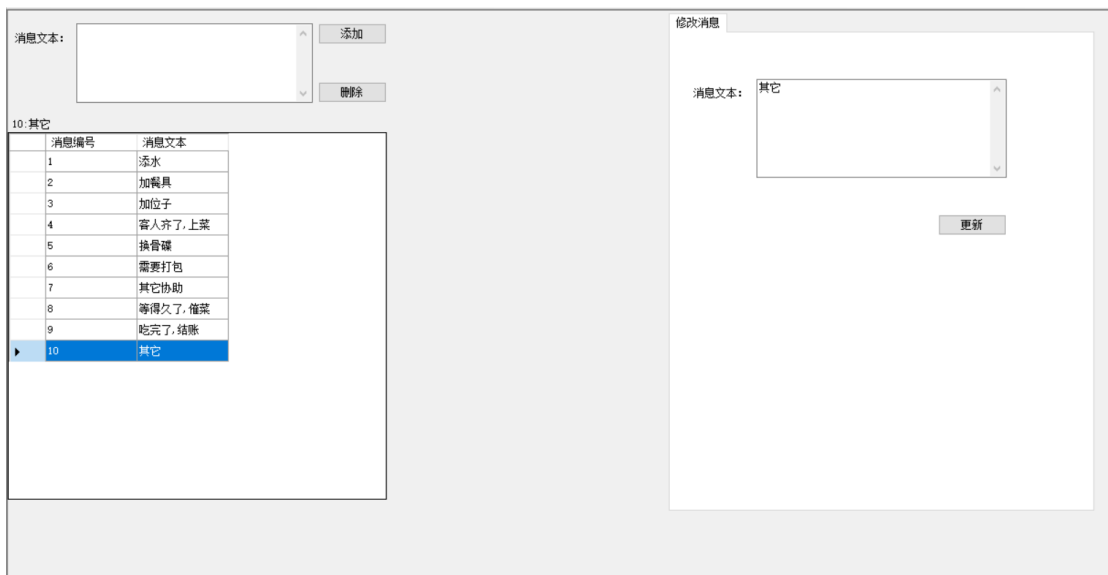 消息文本：
添加
删除
10:其它
消息编号 消息文本
1 添水
2 加餐具
3 加位子
4 客人齐了,上菜
5 换骨碟
6 需要打包
7 其它协助
8 等得久了,催菜
9 吃完了,结账
10 其它
修改消息
消息文本： 其它
更新